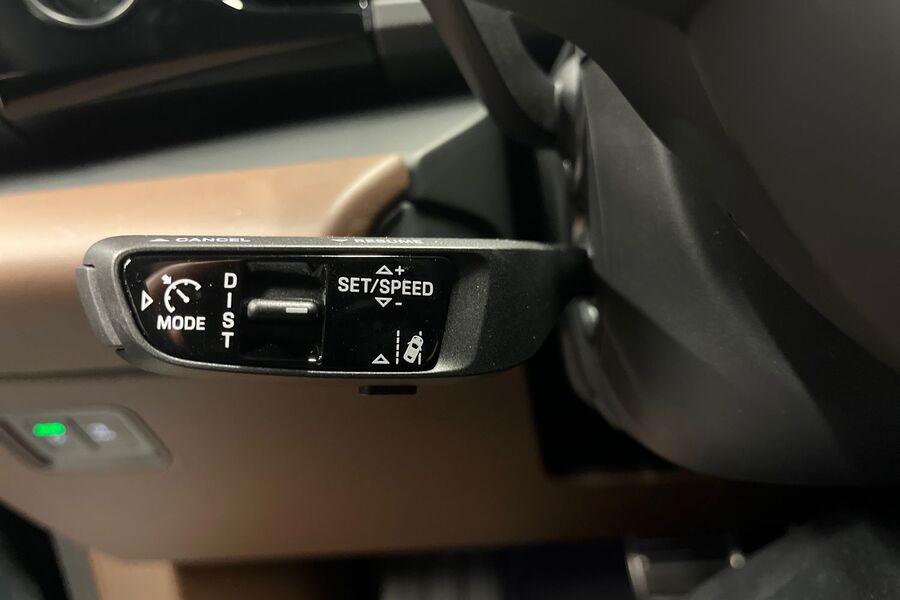 CANCEL RESUME
MODE
DIST
SET/SPEED